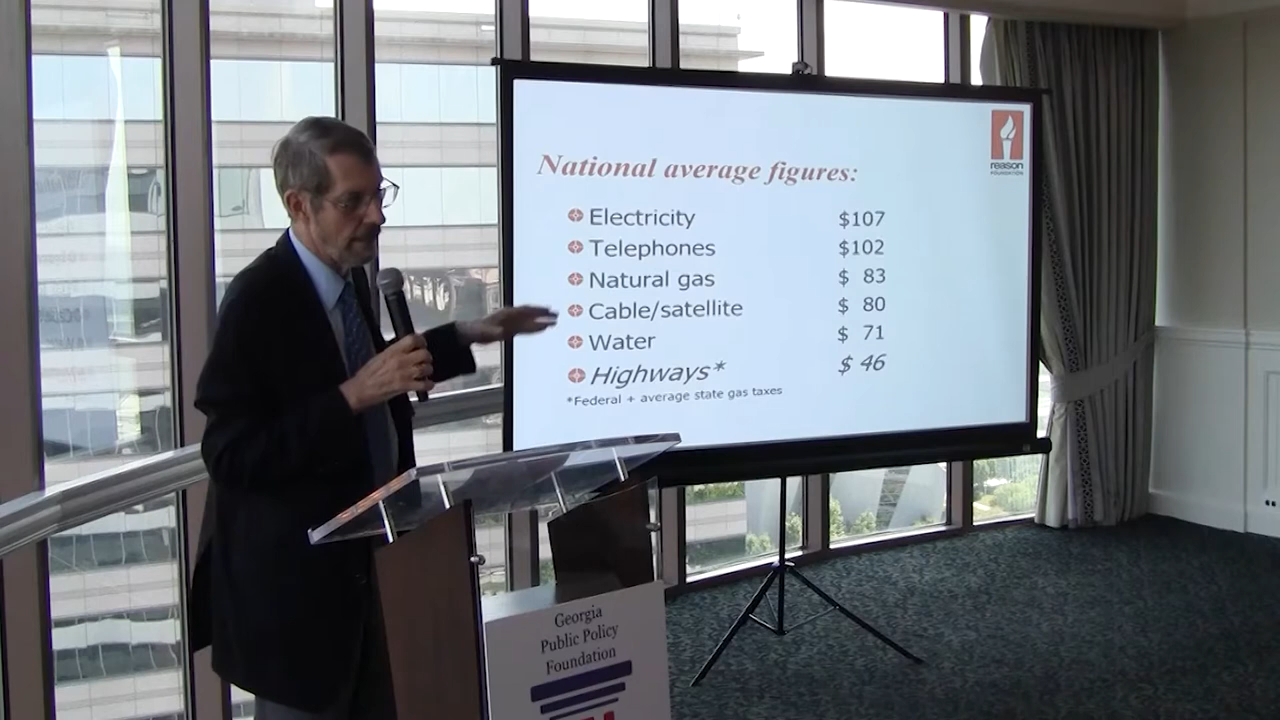 reason
FOUNDATION
National average figures:
Electricity $107
Telephones $102
Natural gas $ 83
Cable/satellite $ 80
Water $ 71
Highways* $ 46
*Federal + average state gas taxes
Georgia
Public Policy
Foundation